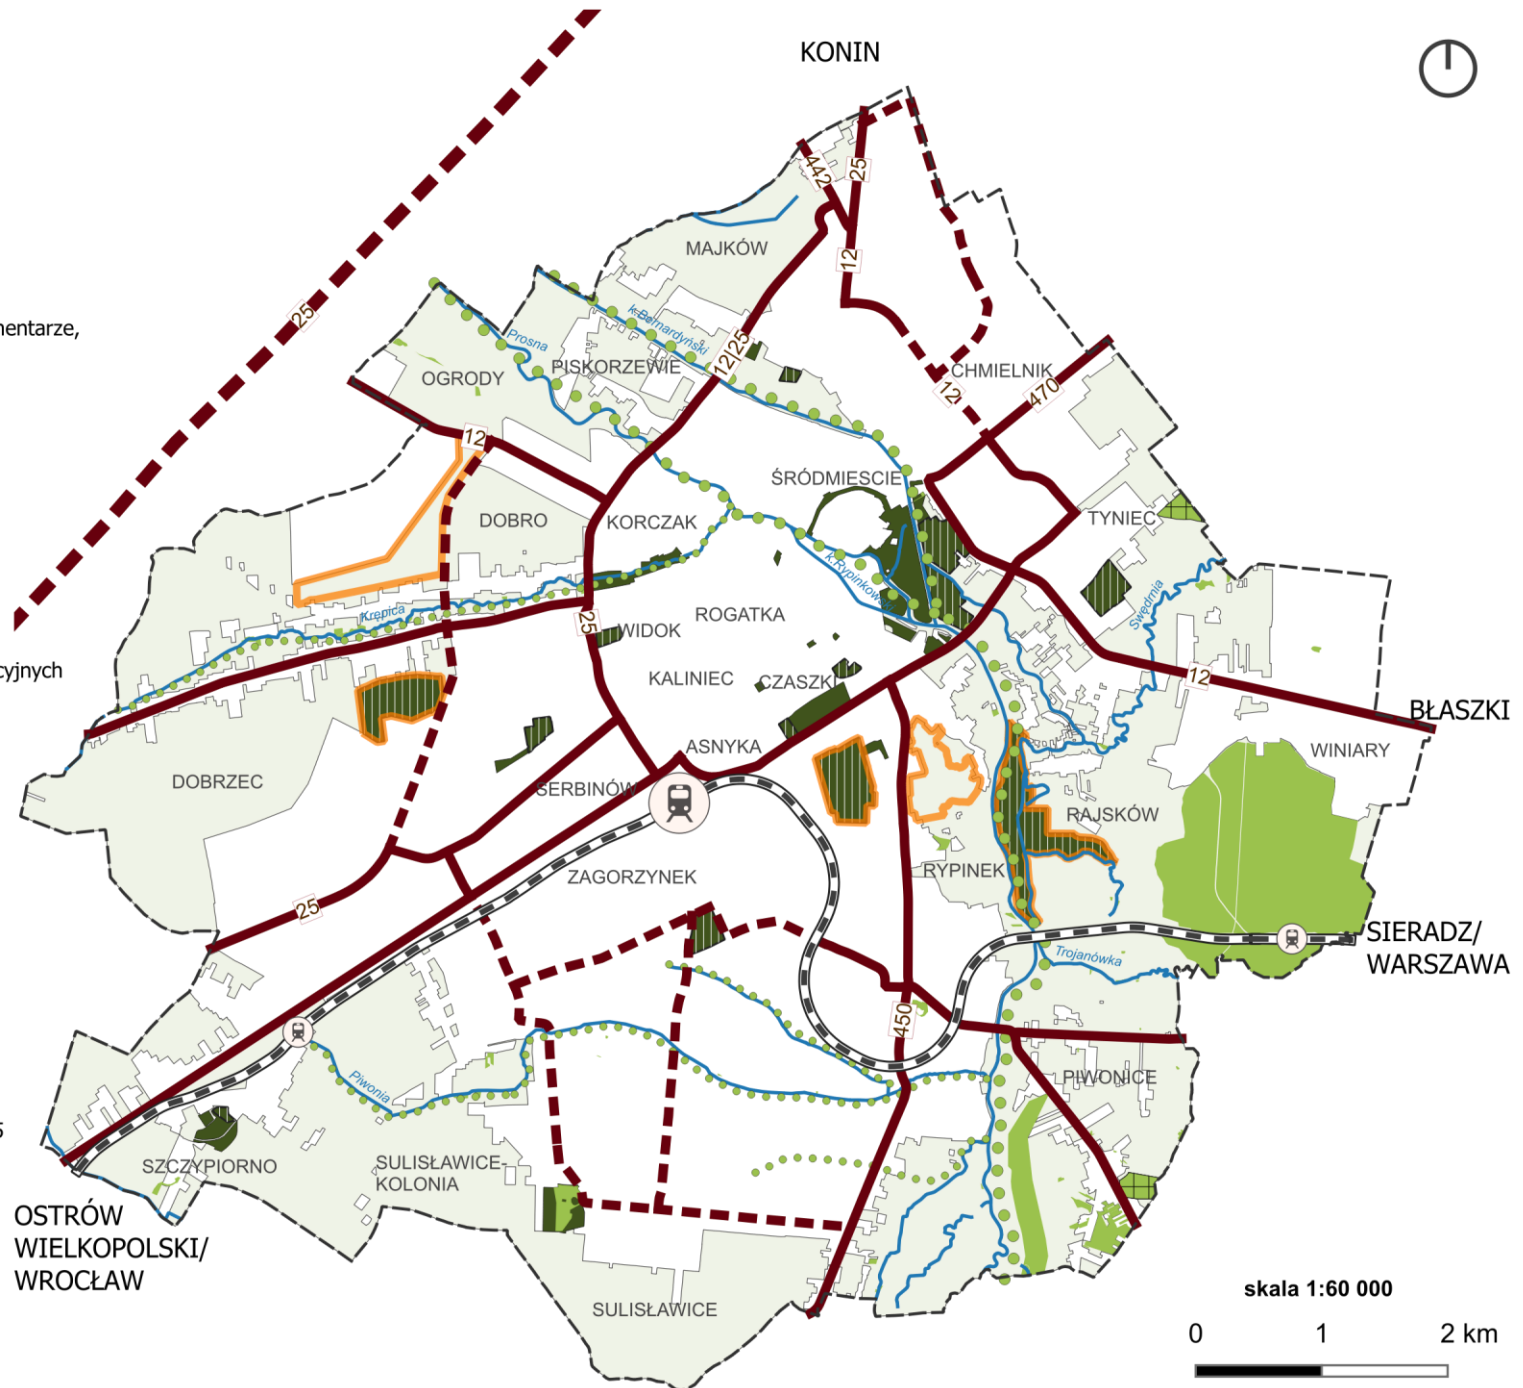 KONIN
442
25
MAJKÓW
12
25
nentarze,
k.Bernardyński
Prosna
12|25
PISKORZEWIE
OGRODY
CHMIELNIK
12
470
12
ŚRÓDMIESCIE
DOBRO
KORCZAK
TYNIEC
k.Rypinkowski
Swędrnia
Krępica
25
WIDOK
ROGATKA
cyjnych
KALINIEC
CZASZKI
12
BŁASZKI
ASNYKA
WINIARY
DOBRZEC
SERBINÓW
RAJSKÓW
ZAGORZYNEK
RYPINEK
25
SIERADZ/
WARSZAWA
Trojanówka
450
Piwonia
PIWONICE
5
SZCZYPIORNO
SULISŁAWICE-
KOLONIA
OSTRÓW
WIELKOPOLSKI/
WROCŁAW
SULISŁAWICE
skala 1:60 000
0 1 2 km